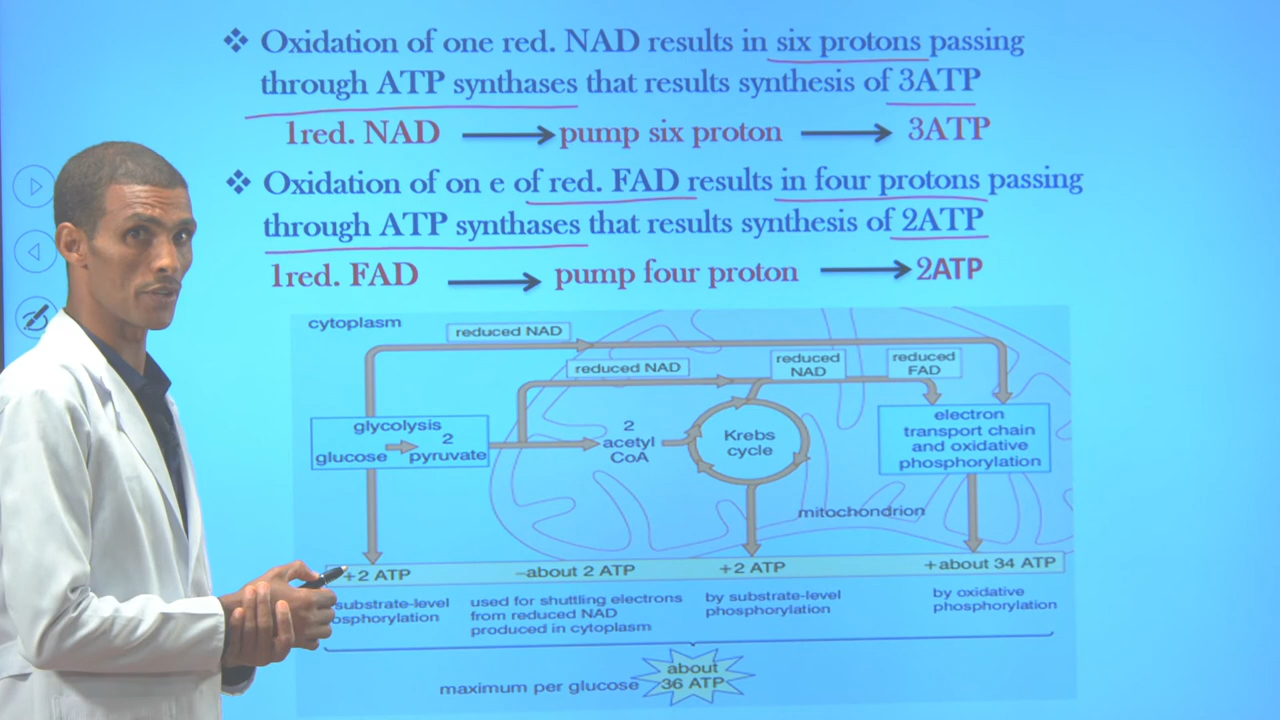 ❖ Oxidation of one red. NAD results in six protons passing
through ATP synthases that results synthesis of 3ATP
1red. NAD → pump six proton → 3ATP
❖ Oxidation of on e of red. FAD results in four protons passing
through ATP synthases that results synthesis of 2ATP
1red. FAD → pump four proton → 2ATP
cytoplasm
reduced NAD
reduced NAD
reduced
NAD
reduced
FAD
glycolysis
glucose → 2
pyruvate
2
acetyl
CoA
Krebs
cycle
electron
transport chain
and oxidative
phosphorylation
mitochondrion
+2 ATP
–about 2 ATP
+2 ATP
+about 34 ATP
substrate-level
used for shuttling electrons
from reduced NAD
produced in cytoplasm
by substrate-level
phosphorylation
by oxidative
phosphorylation
maximum per glucose
about
36 ATP